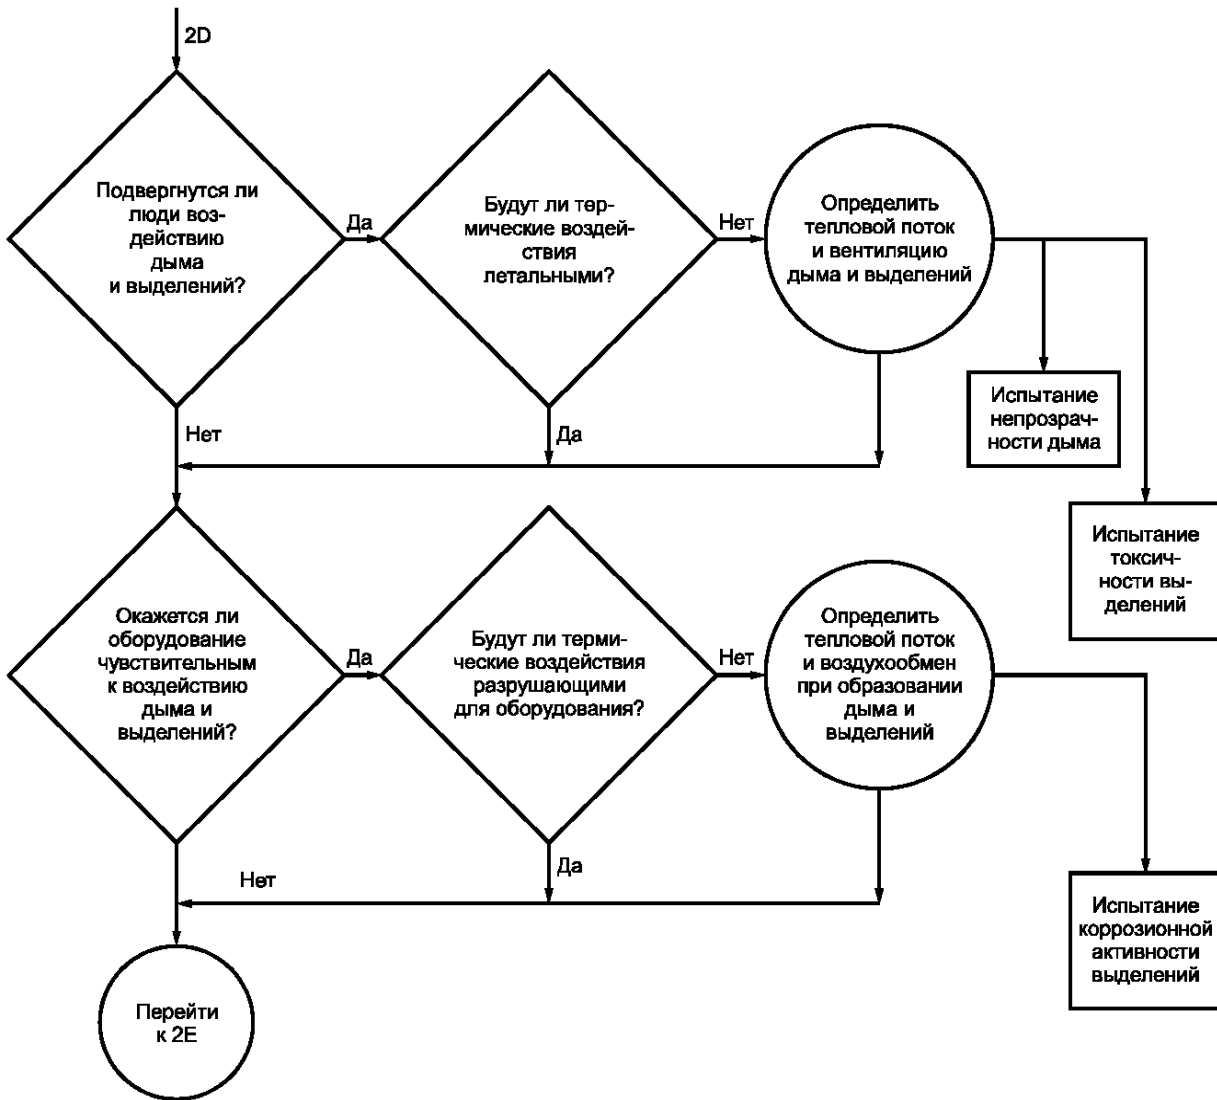 2D
Подвергнутся ли
люди воз-
действию
дыма
и выделений?
Да
Будут ли тер-
мические воздей-
ствия
летальными?
Нет
Определить
тепловой поток
и вентиляцию
дыма и выделений
Испытание
непрозрач-
ности дыма
Нет
Да
Испытание
токсич-
ности вы-
делений
Окажется ли
оборудование
чувствительным
к воздействию
дыма и
выделений?
Да
Будут ли терми-
ческие воздействия
разрушающими
для оборудования?
Нет
Определить
тепловой поток
и воздухообмен
при образовании
дыма и
выделений
Нет
Да
Испытание
коррозионной
активности
выделений
Перейти
к 2E